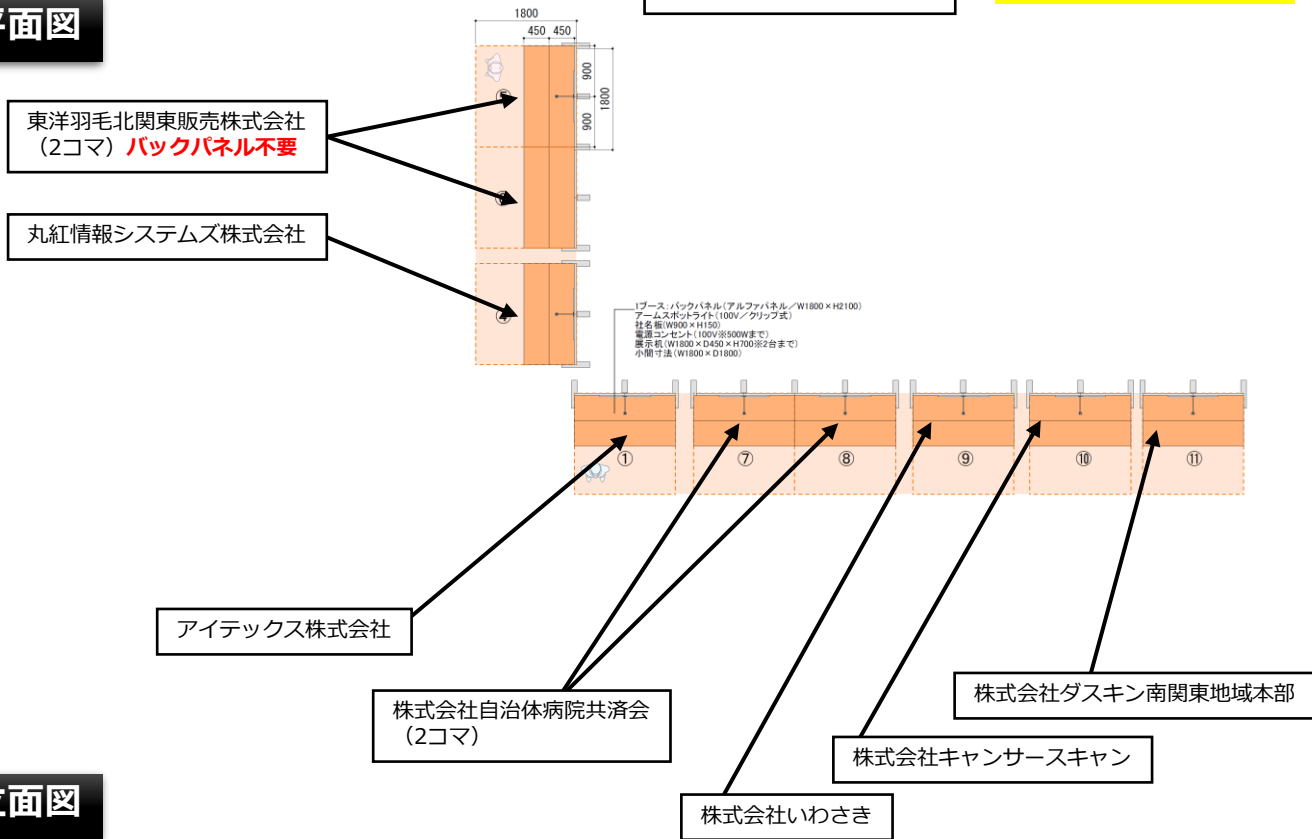 平面図
1800
450 450
900
900
1800
東洋羽毛北関東販売株式会社
（2コマ）バックパネル不要
丸紅情報システムズ株式会社
④
1ブース：バックパネル（アルファパネル／W1800×H2100）
アームスポットライト（100V／クリップ式）
社名板（W900×H150）
電源コンセント（100V※500Wまで）
展示机（W1800×D450×H700※2台まで）
小間寸法（W1800×D1800）
① ⑦ ⑧ ⑨ ⑩ ⑪
アイテックス株式会社
株式会社自治体病院共済会
（2コマ）
株式会社ダスキン南関東地域本部
株式会社キャンサースキャン
株式会社いわさき
立面図